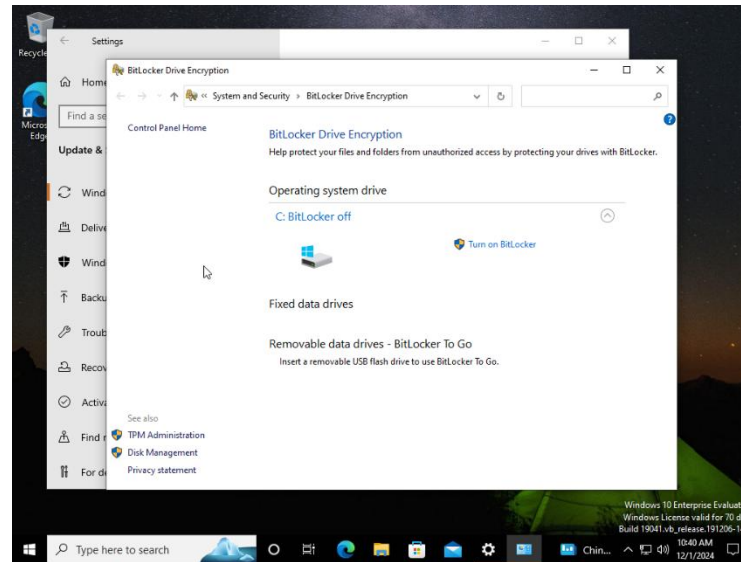 Recycle
Micros
Edge
Settings
Home
Find a se
Update &
Wind
Delive
Wind
Backu
Troub
Recov
Activa
Find r
For de
BitLocker Drive Encryption
« System and Security › BitLocker Drive Encryption
Control Panel Home
BitLocker Drive Encryption
Help protect your files and folders from unauthorized access by protecting your drives with BitLocker.
Operating system drive
C: BitLocker off
Turn on BitLocker
Fixed data drives
Removable data drives - BitLocker To Go
Insert a removable USB flash drive to use BitLocker To Go.
See also
TPM Administration
Disk Management
Privacy statement
Windows 10 Enterprise Evaluat
Windows License valid for 70 d
Build 19041.vb_release.191206-1
Type here to search
Chin...
10:40 AM
12/1/2024